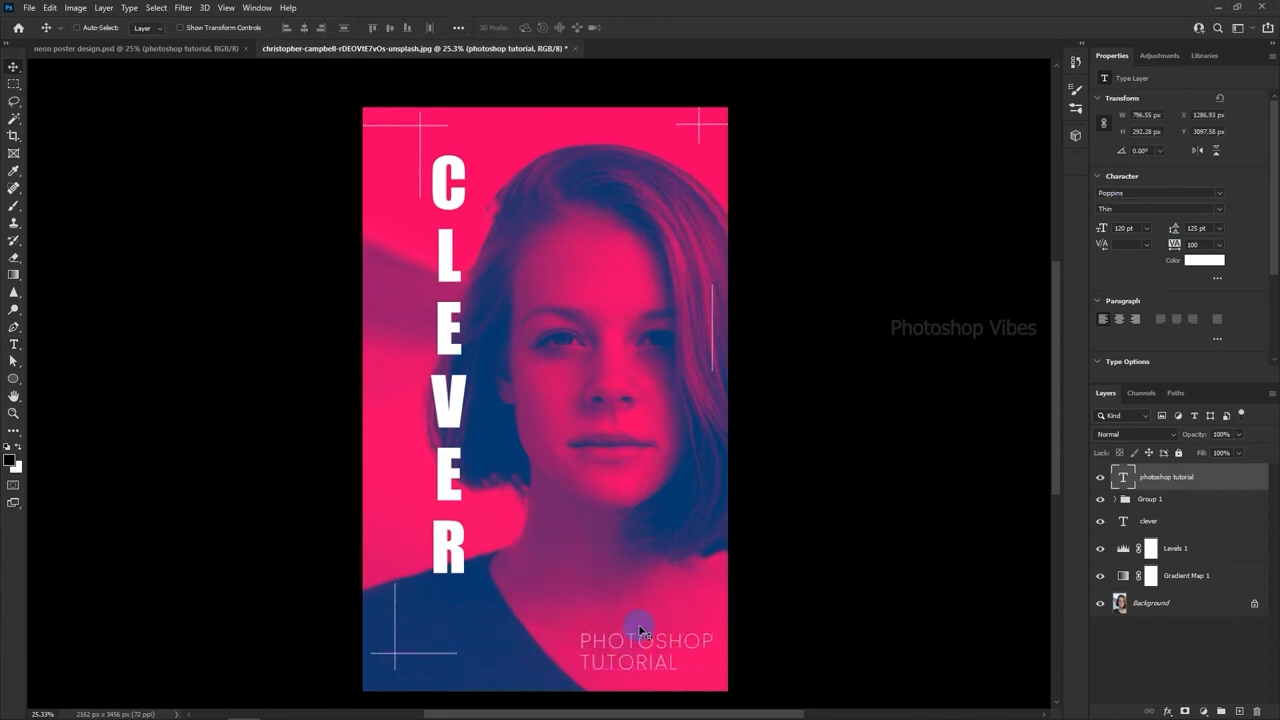 Ps File Edit Image Layer Type Select Filter 3D View Window Help
Auto-Select: Layer Show Transform Controls 3D Mode:
neon poster design.psd @ 25% (photoshop tutorial, RGB/8) × christopher-campbell-rDEOVtE7vOs-unsplash.jpg @ 25.3% (photoshop tutorial, RGB/8) * ×
Properties Adjustments Libraries
T Type Layer
Transform
W 796.55 px X 1286.93 px
H 292.28 px Y 3097.58 px
0.00°
Character
Poppins
Thin
120 pt 125 pt
100
Color
Paragraph
Type Options
Layers Channels Paths
Kind
Normal Opacity: 100%
Lock: Fill: 100%
T photoshop tutorial
Group 1
T clever
Levels 1
Gradient Map 1
Background
C
L
E
V
E
R
Photoshop Vibes
PHOTOSHOP
TUTORIAL
25.33% 2162 px x 3456 px (72 ppi)